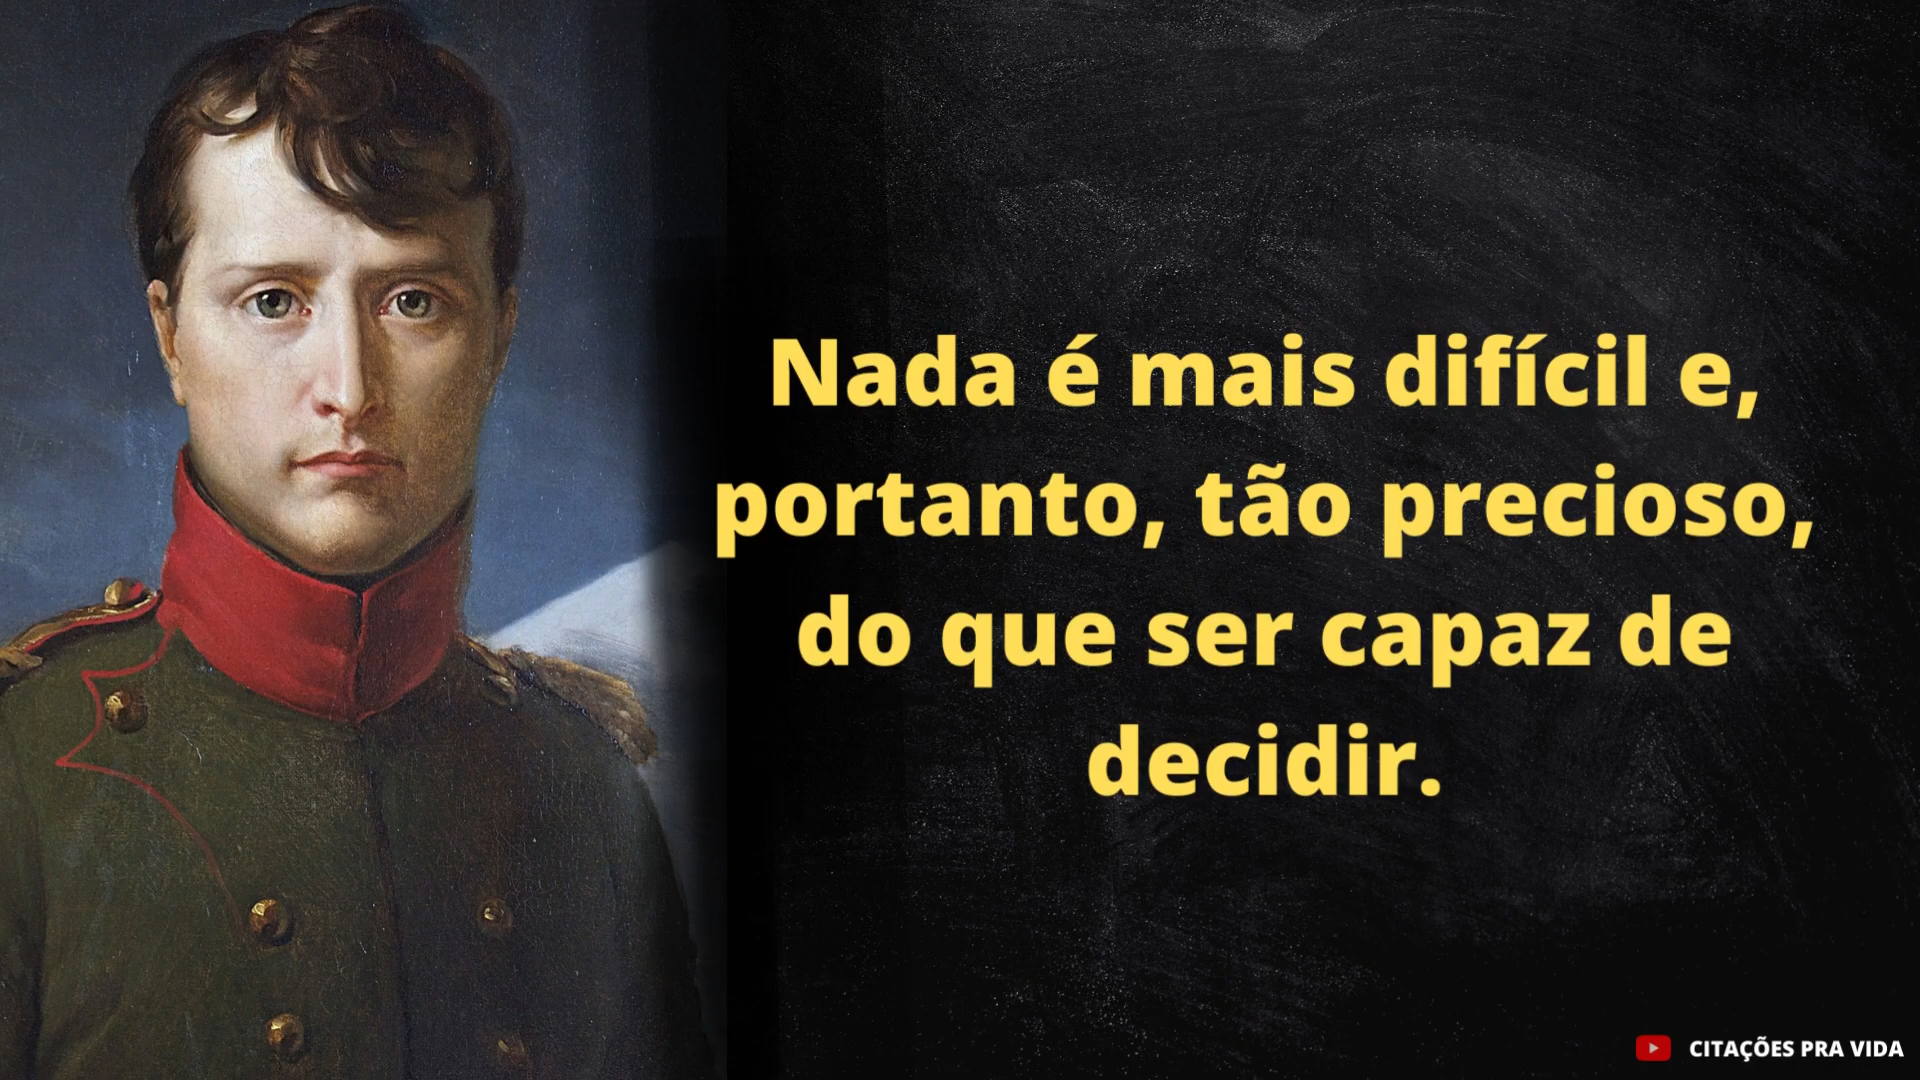 Nada é mais difícil e,
portanto, tão precioso,
do que ser capaz de
decidir.
CITAÇÕES PRA VIDA